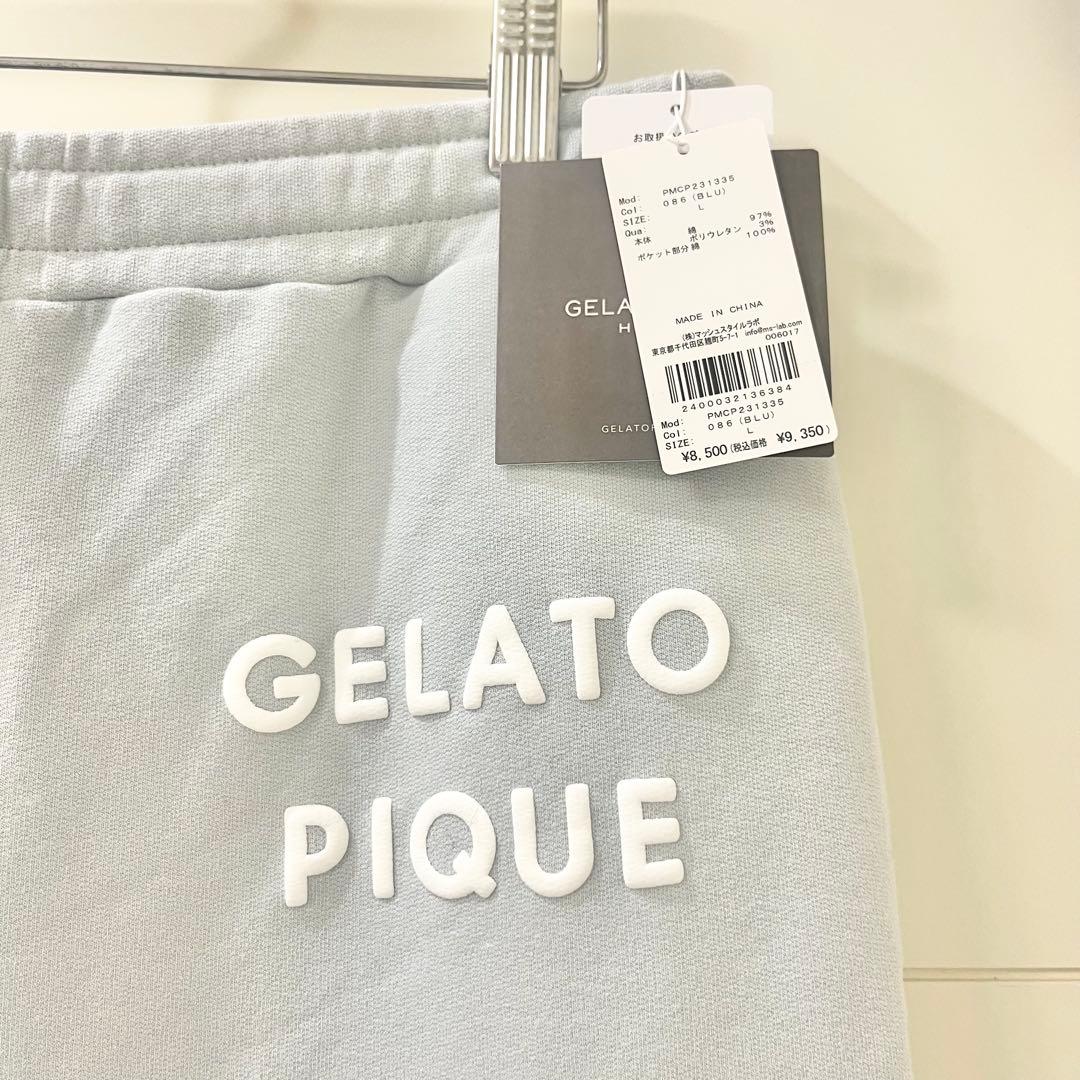 お取扱
Mod: PMCP231335
Col: 086 (BLU)
SIZE: L
Qua: 綿 97%
本体 ポリウレタン 3%
ポケット部分 綿 100%
MADE IN CHINA
(株)マッシュスタイルラボ
東京都千代田区麹町5-7-1 info@ms-lab.com
006017
2400032136384
Mod: PMCP231335
Col: 086 (BLU)
SIZE: L
¥8,500(税込価格 ¥9,350)
GELA
H
GELATO
GELATO
PIQUE